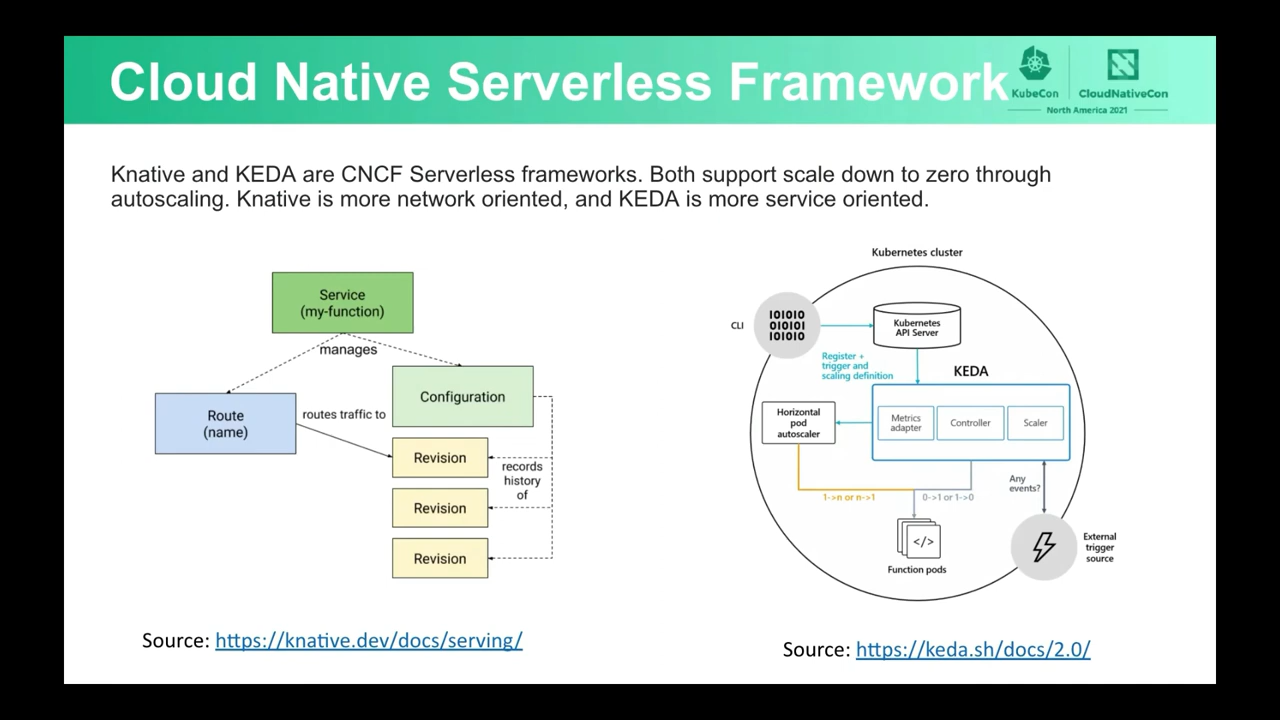 Cloud Native Serverless Framework
KubeCon
CloudNativeCon
North America 2021
Knative and KEDA are CNCF Serverless frameworks. Both support scale down to zero through
autoscaling. Knative is more network oriented, and KEDA is more service oriented.
Service
(my-function)
manages
Configuration
Route
(name)
routes traffic to
Revision
records
history
of
Revision
Revision
Source: https://knative.dev/docs/serving/
Kubernetes cluster
CLI
IOIOIO
OIOIOI
IOIOIO
Kubernetes
API Server
Register +
trigger and
scaling definition
KEDA
Horizontal
pod
autoscaler
Metrics
adapter
Controller
Scaler
Any
events?
1->n or n->1
0->1 or 1->0
</>
Function pods
External
trigger
source
Source: https://keda.sh/docs/2.0/